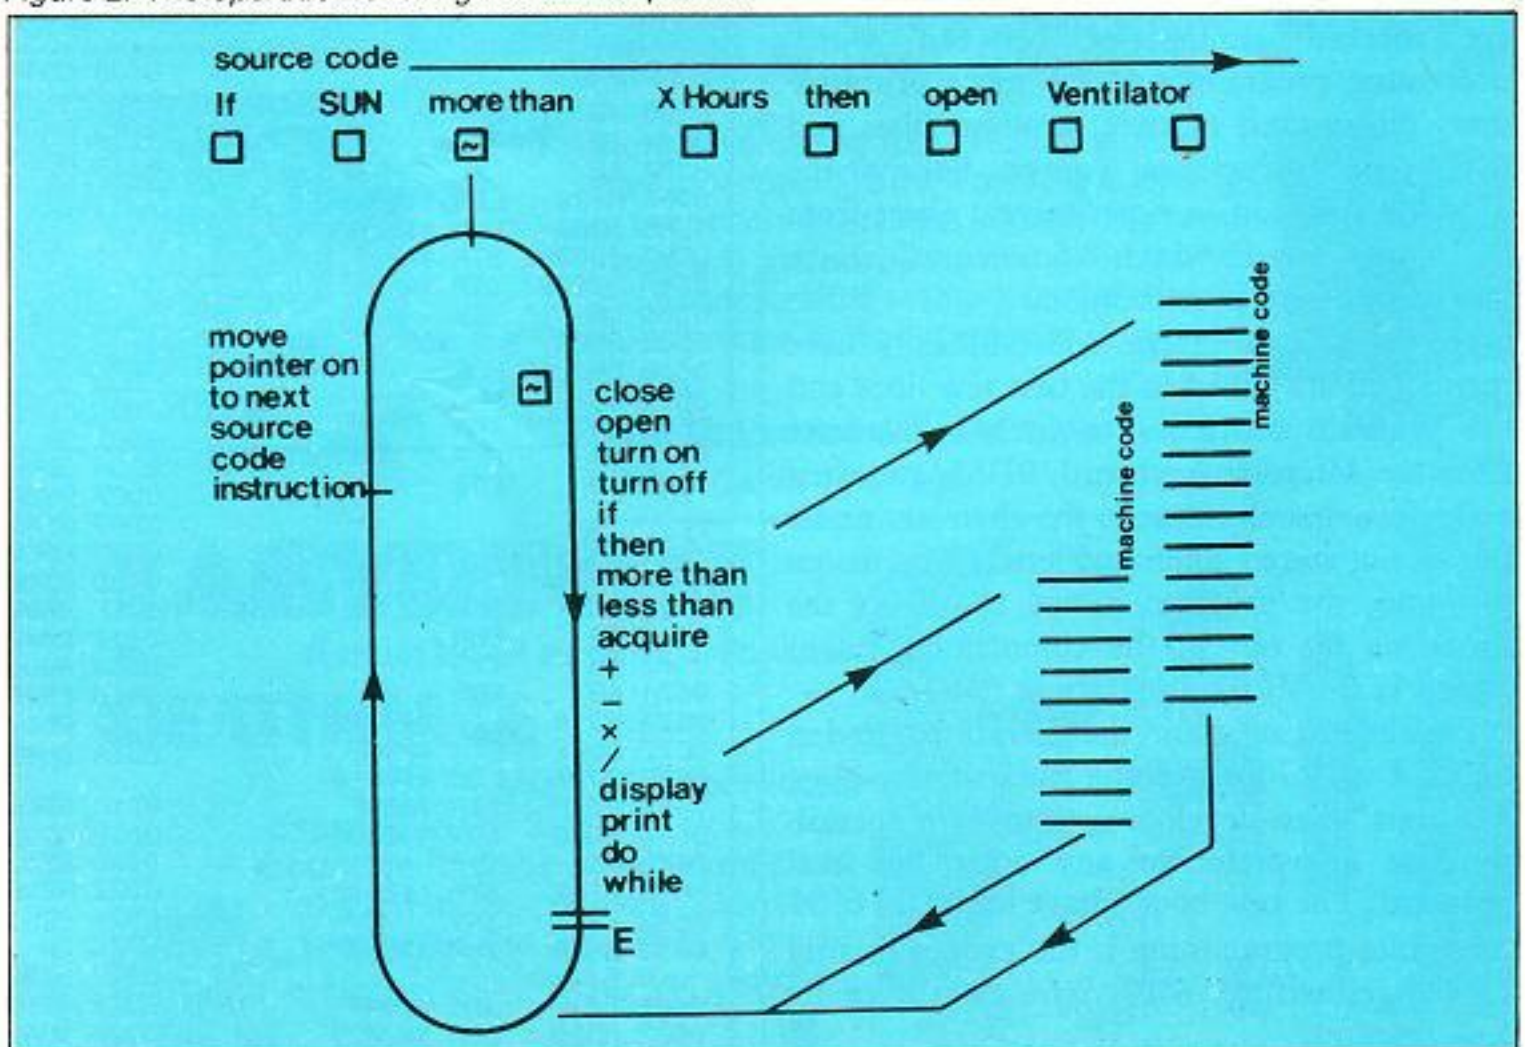 source code
If SUN more than X Hours then open Ventilator
~
move
pointer on
to next
source
code
instruction
~
close
open
turn on
turn off
if
then
more than
less than
acquire
+
−
×
/
display
print
do
while
E
machine code
machine code